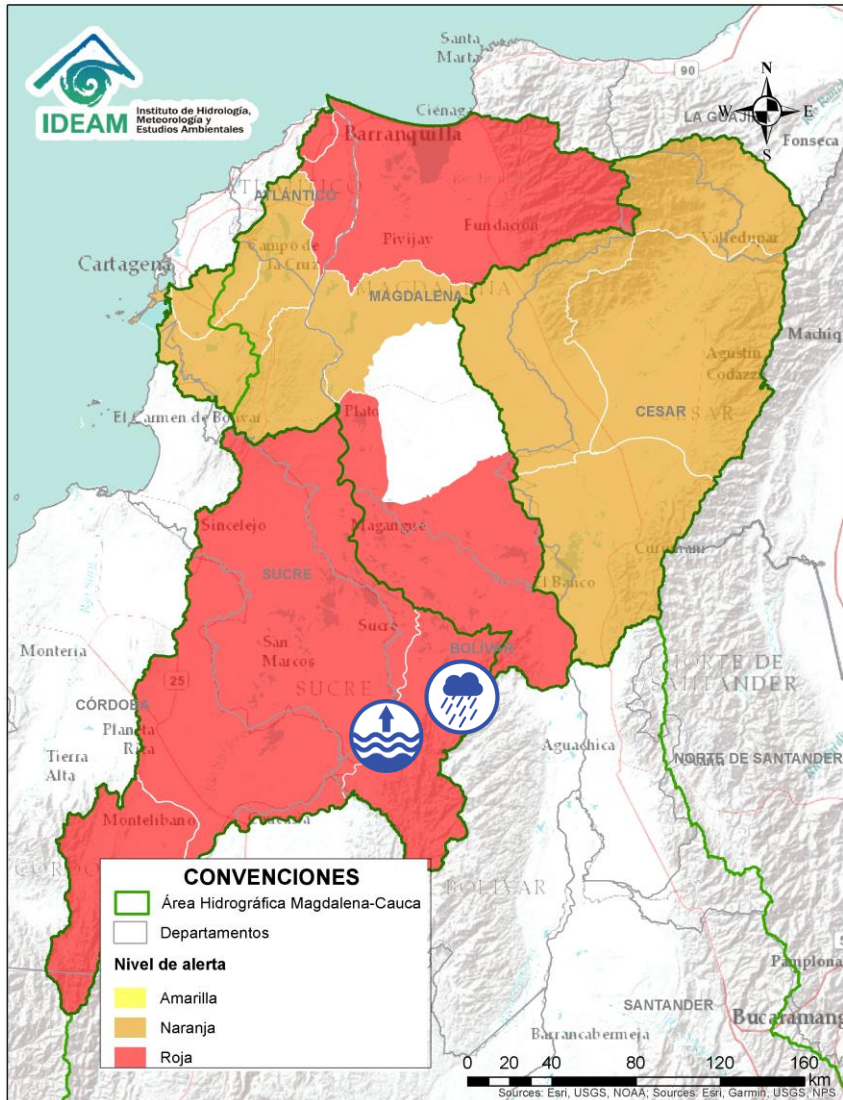 IDEAM
Instituto de Hidrología,
Meteorología y
Estudios Ambientales
Santa
Marta
90
N
W
E
S
Ciénaga
LA GUAJI
Fonseca
Barranquilla
ATLÁNTICO
Fundación
Pivijay
Valledupar
Cartagena
Campo de
la Cruz
MAGDALENA
Machiq
Agustín
Codazzi
CESAR
El Carmen de Bolívar
Plato
Sincelejo
Magangué
SUCRE
El Banco
Sucre
Montería
San
Marcos
BOLÍVAR
25
SUCRE
NORTE DE
SANTANDER
CÓRDOBA
Planeta
Rica
Aguachica
Tierra
Alta
NORTE DE SANTANDER
Montelíbano
CONVENCIONES
Área Hidrográfica Magdalena-Cauca
Departamentos
Nivel de alerta
Amarilla
Naranja
Roja
BOLÍVAR
Pamplona
SANTANDER
Bucaramang
Barrancabermeja
0 20 40 80 120 160
km
Sources: Esri, USGS, NOAA; Sources: Esri, Garmin, USGS, NPS